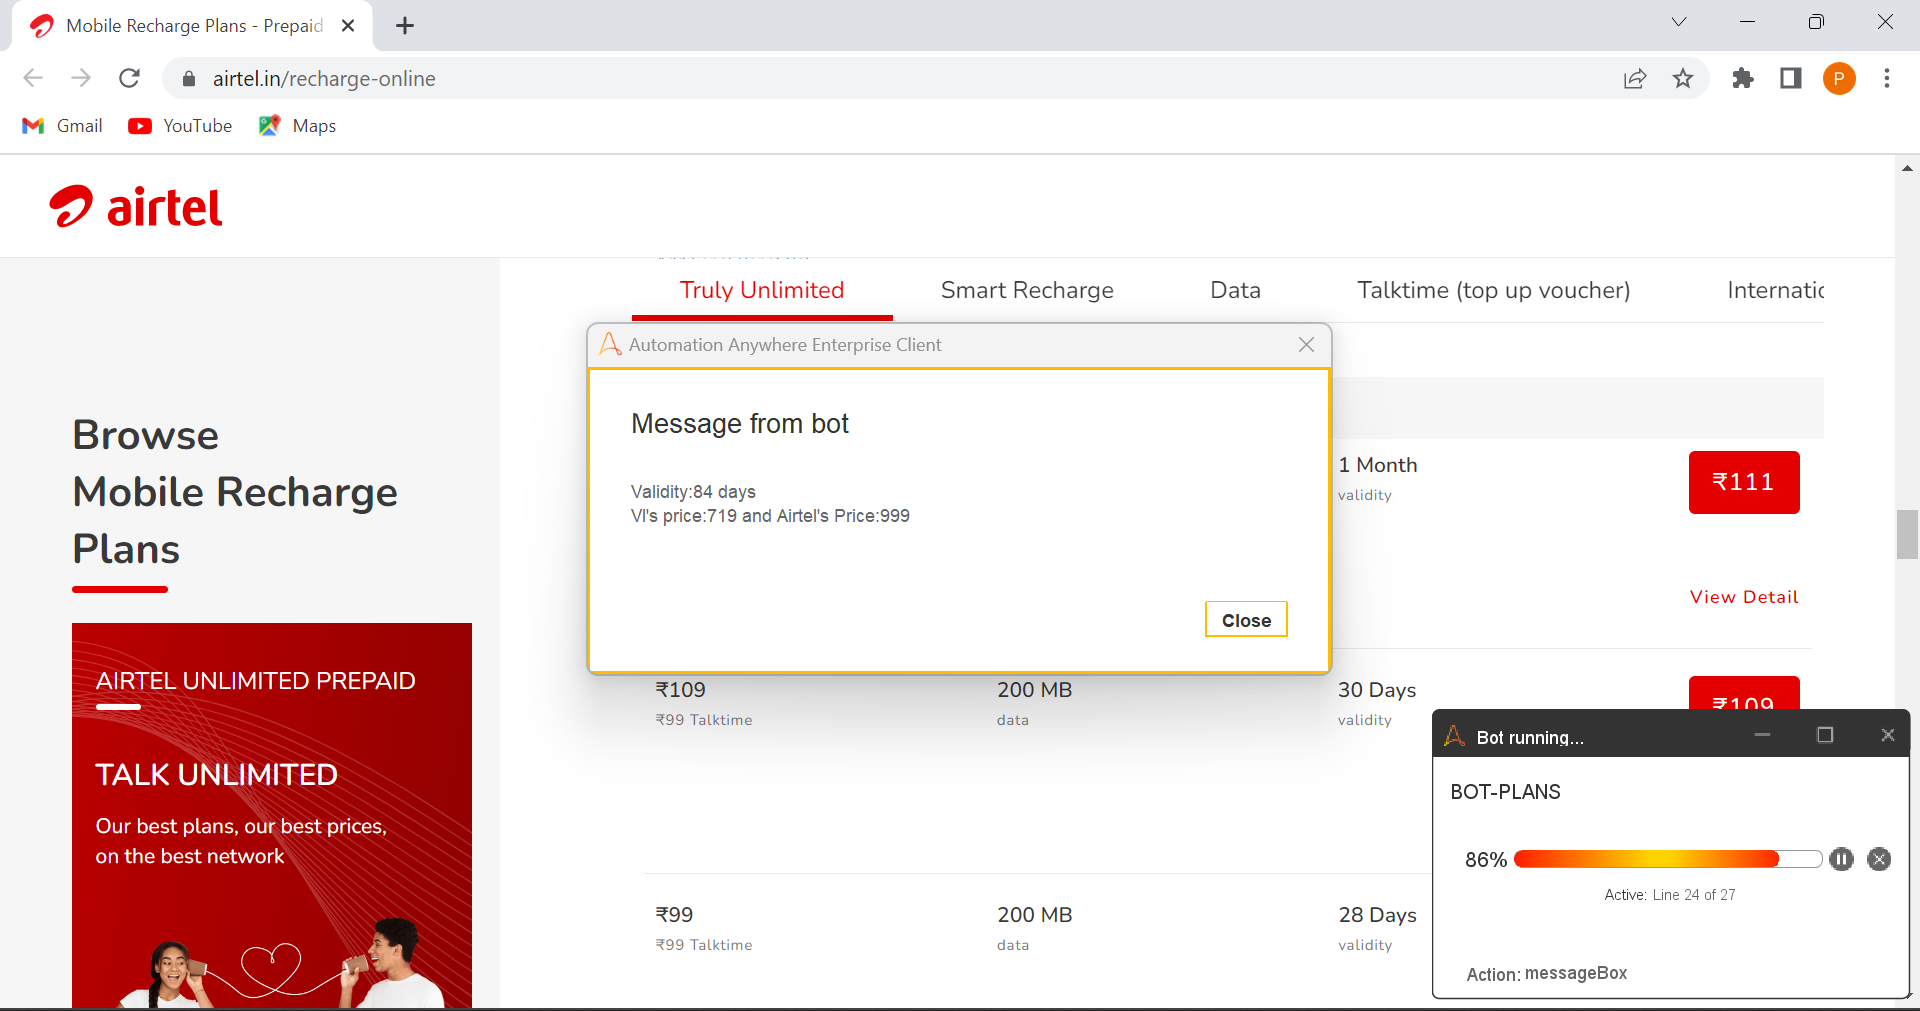 Mobile Recharge Plans - Prepaid
airtel.in/recharge-online
P
Gmail
YouTube
Maps
airtel
Truly Unlimited
Smart Recharge
Data
Talktime (top up voucher)
Internatic
Browse
Mobile Recharge
Plans
AIRTEL UNLIMITED PREPAID
TALK UNLIMITED
Our best plans, our best prices,
on the best network
Automation Anywhere Enterprise Client
Message from bot
Validity:84 days
VI's price:719 and Airtel's Price:999
Close
1 Month
validity
₹111
View Detail
₹109
₹99 Talktime
200 MB
data
30 Days
validity
₹109
₹99
₹99 Talktime
200 MB
data
28 Days
validity
Bot running...
BOT-PLANS
86%
Active: Line 24 of 27
Action: messageBox